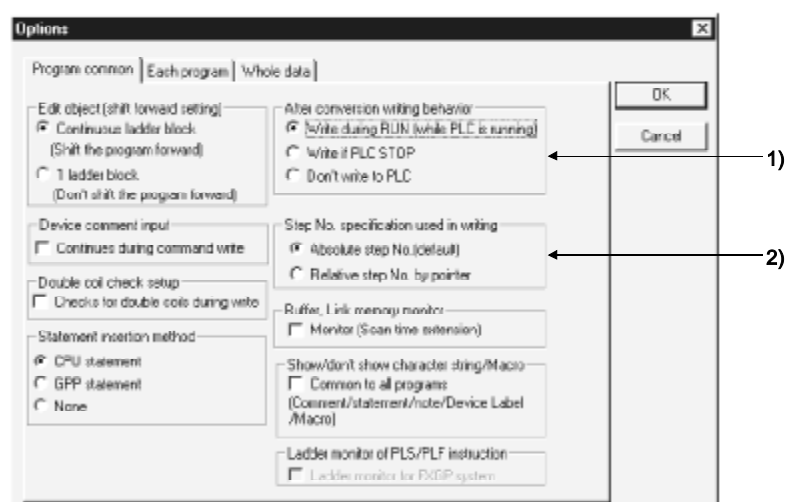 Options
Program common Each program Whole data
OK
Cancel
Edit object(shift forward setting)
Continuous ladder block
(Shift the program forward)
1 ladder block
(Don't shift the program forward)
Device comment input
Continues during command write
Double coil check setup
Checks for double coils during write
Statement insertion method
CPU statement
GPP statement
None
After conversion writing behavior
Write during RUN (while PLC is running)
Write if PLC STOP
Don't write to PLC
1)
Step No. specification used in writing
Absolute step No.(default)
Relative step No. by pointer
2)
Buffer, Link memory monitor
Monitor (Scan time extension)
Show/don't show character string/Macro
Common to all programs
(Comment/statement/note/Device Label
/Macro)
Ladder monitor of PLS/PLF instruction
Ladder monitor for FXGP system